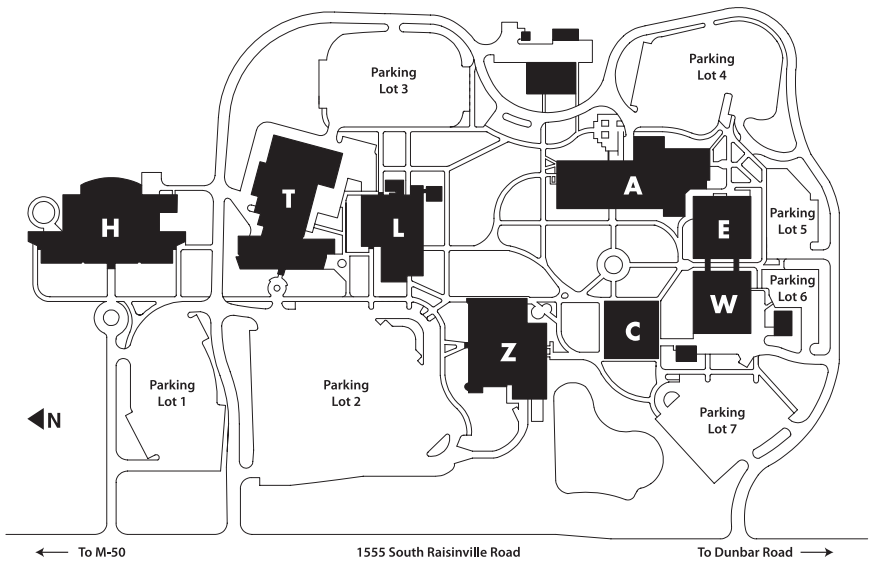 Parking
Lot 3
Parking
Lot 4
H
T
L
A
E
Parking
Lot 5
Parking
Lot 6
W
C
Z
Parking
Lot 1
Parking
Lot 2
Parking
Lot 7
N
To M-50
1555 South Raisinville Road
To Dunbar Road